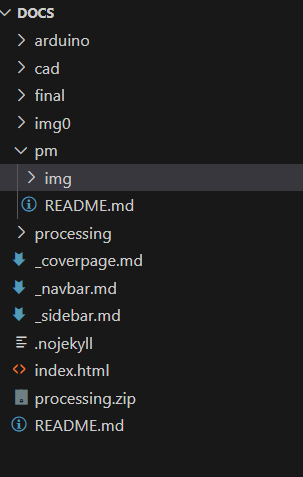 DOCS
arduino
cad
final
img0
pm
img
README.md
processing
_coverpage.md
_navbar.md
_sidebar.md
.nojekyll
index.html
processing.zip
README.md